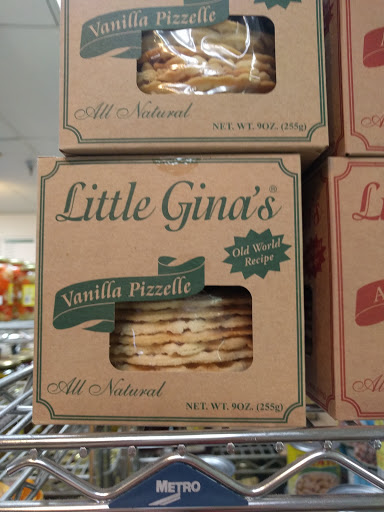 Vanilla Pizzelle
All Natural
NET. WT. 9OZ. (255g)
Little Gina's®
Old World
Recipe
Vanilla Pizzelle
All Natural
NET. WT. 9OZ. (255g)
METRO